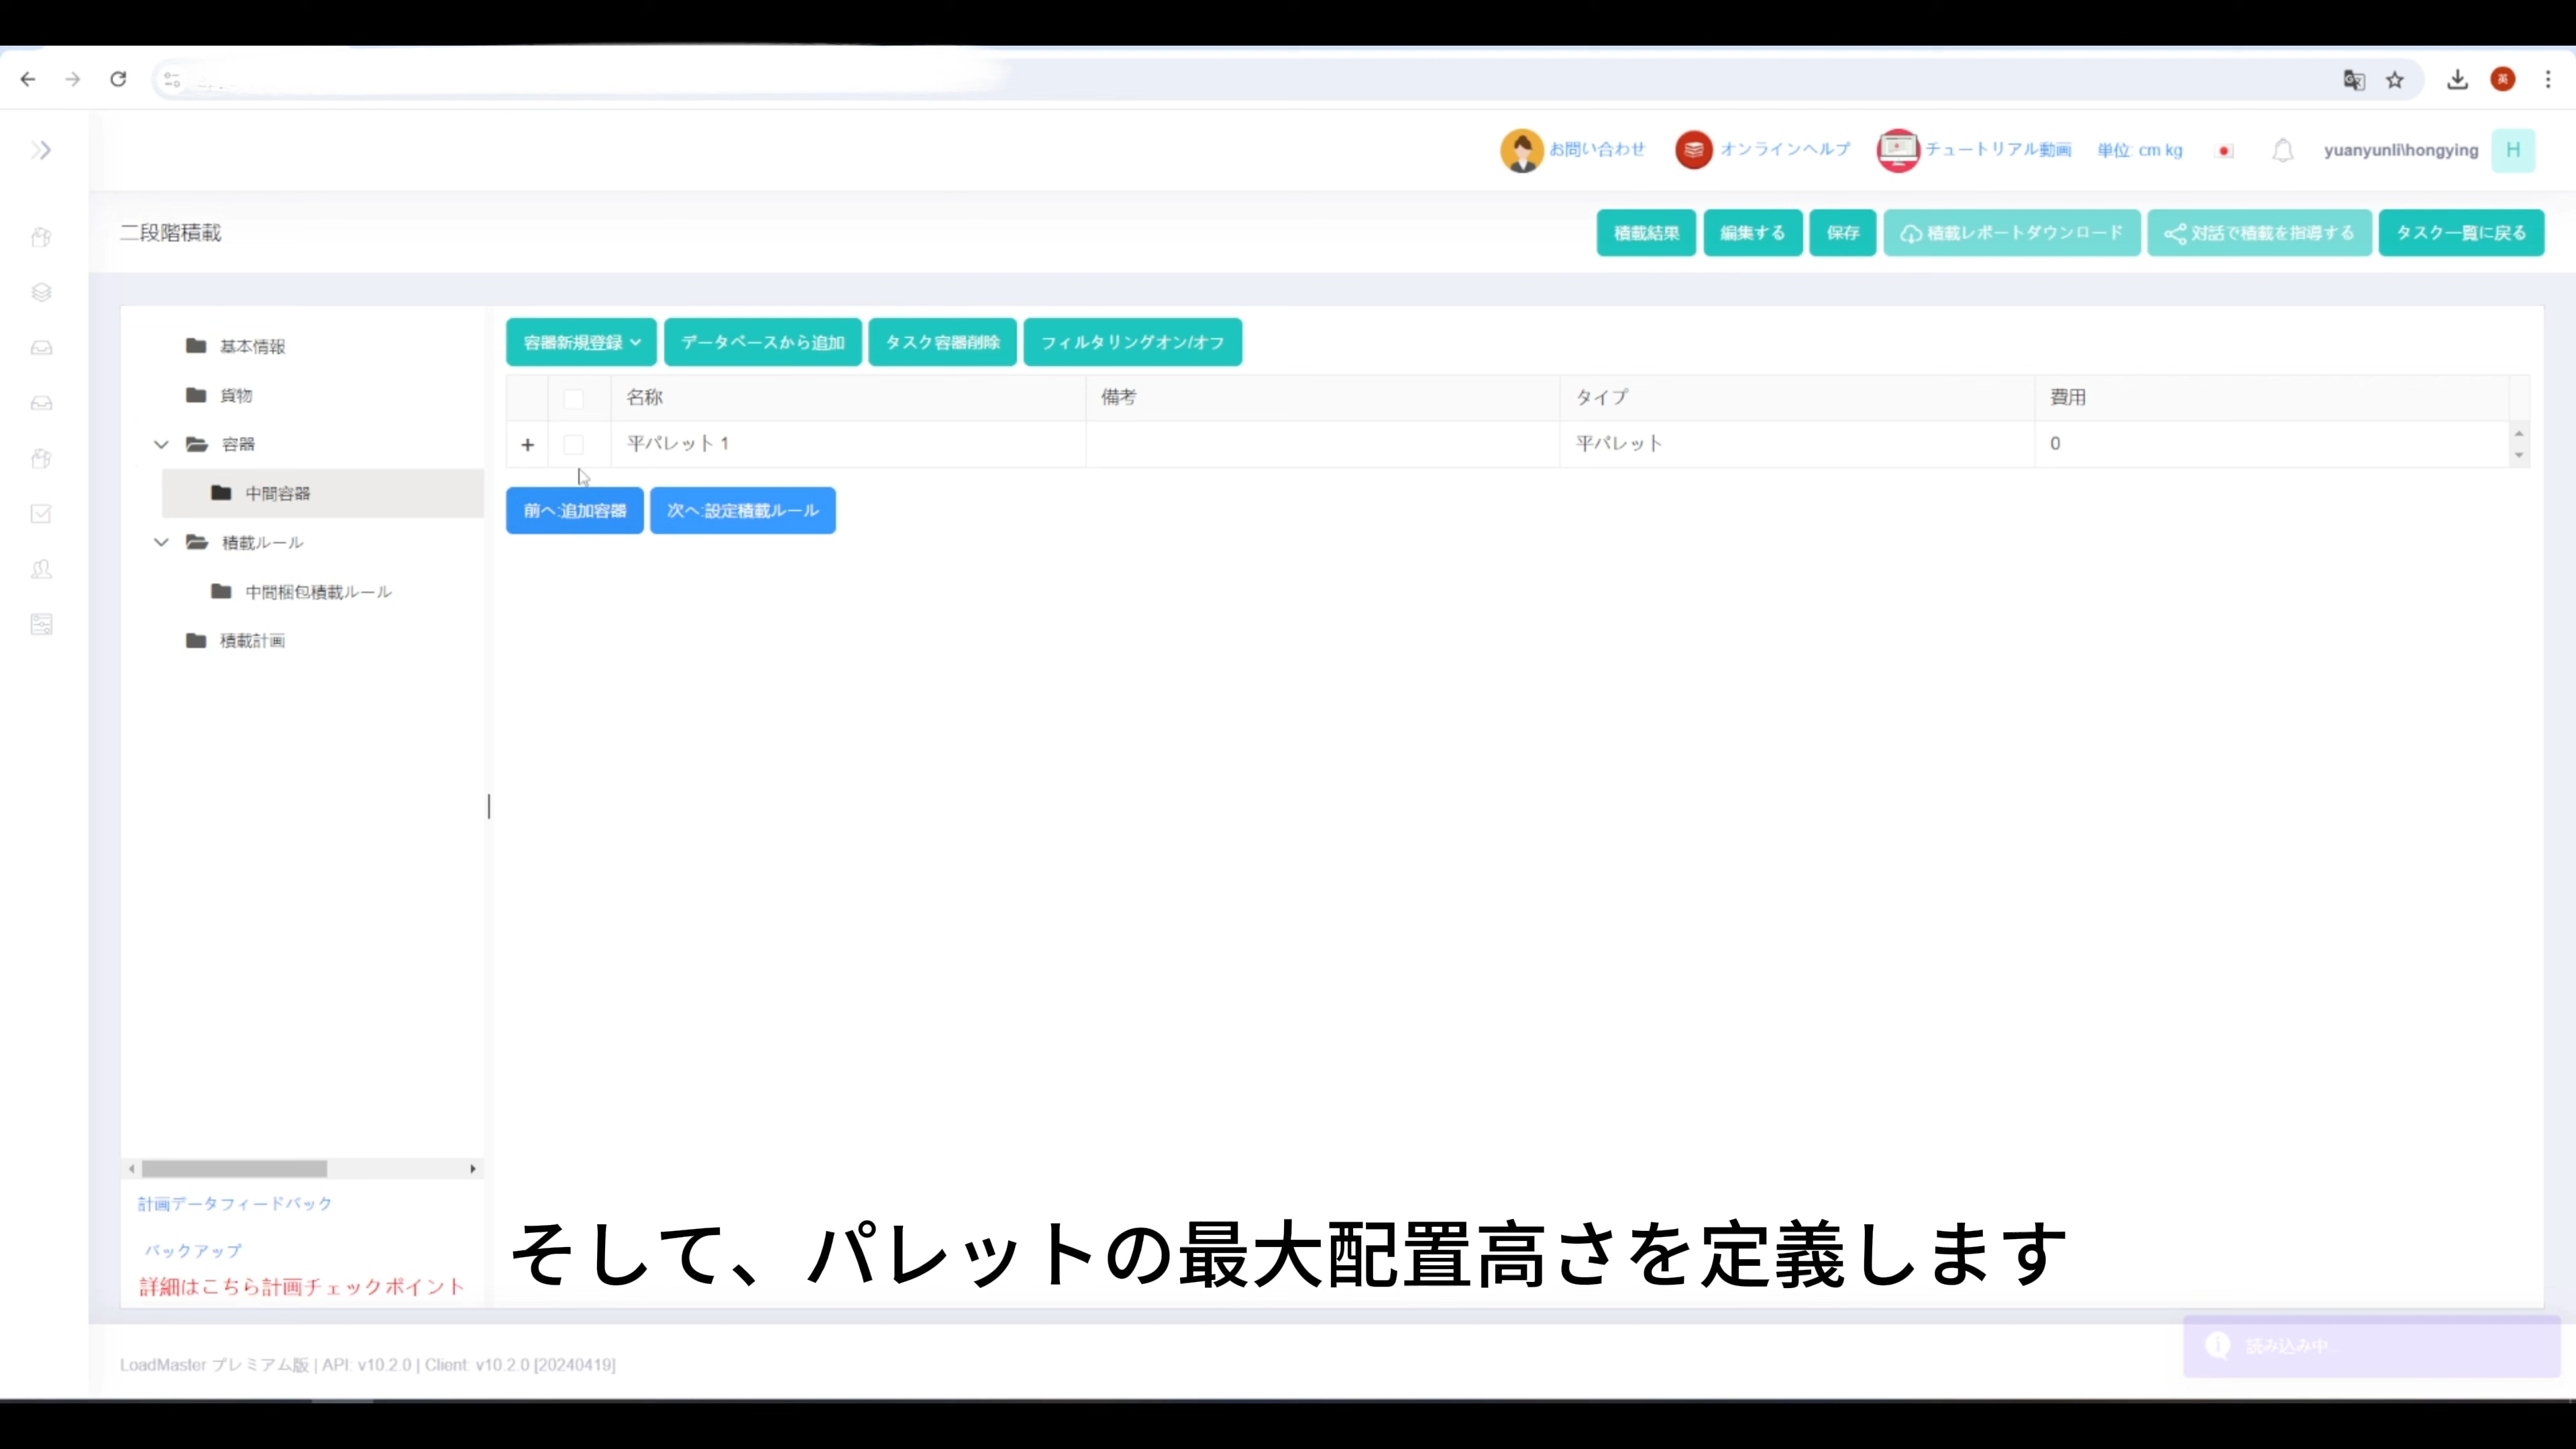 英
お問い合わせ オンラインヘルプ チュートリアル動画 単位: cm kg yuanyunli\hongying H
二段階積載 積載結果 編集する 保存 積載レポートダウンロード 対話で積載を指導する タスク一覧に戻る
基本情報
貨物
容器
中間容器
積載ルール
中間梱包積載ルール
積載計画
容器新規登録 データベースから追加 タスク容器削除 フィルタリングオン/オフ
名称 備考 タイプ 費用
平パレット 1 平パレット 0
前へ:追加容器 次へ:設定積載ルール
計画データフィードバック
バックアップ
詳細はこちら計画チェックポイント
そして、パレットの最大配置高さを定義します
読み込み中
LoadMaster プレミアム版 | API: v10.2.0 | Client: v10.2.0 [20240419]